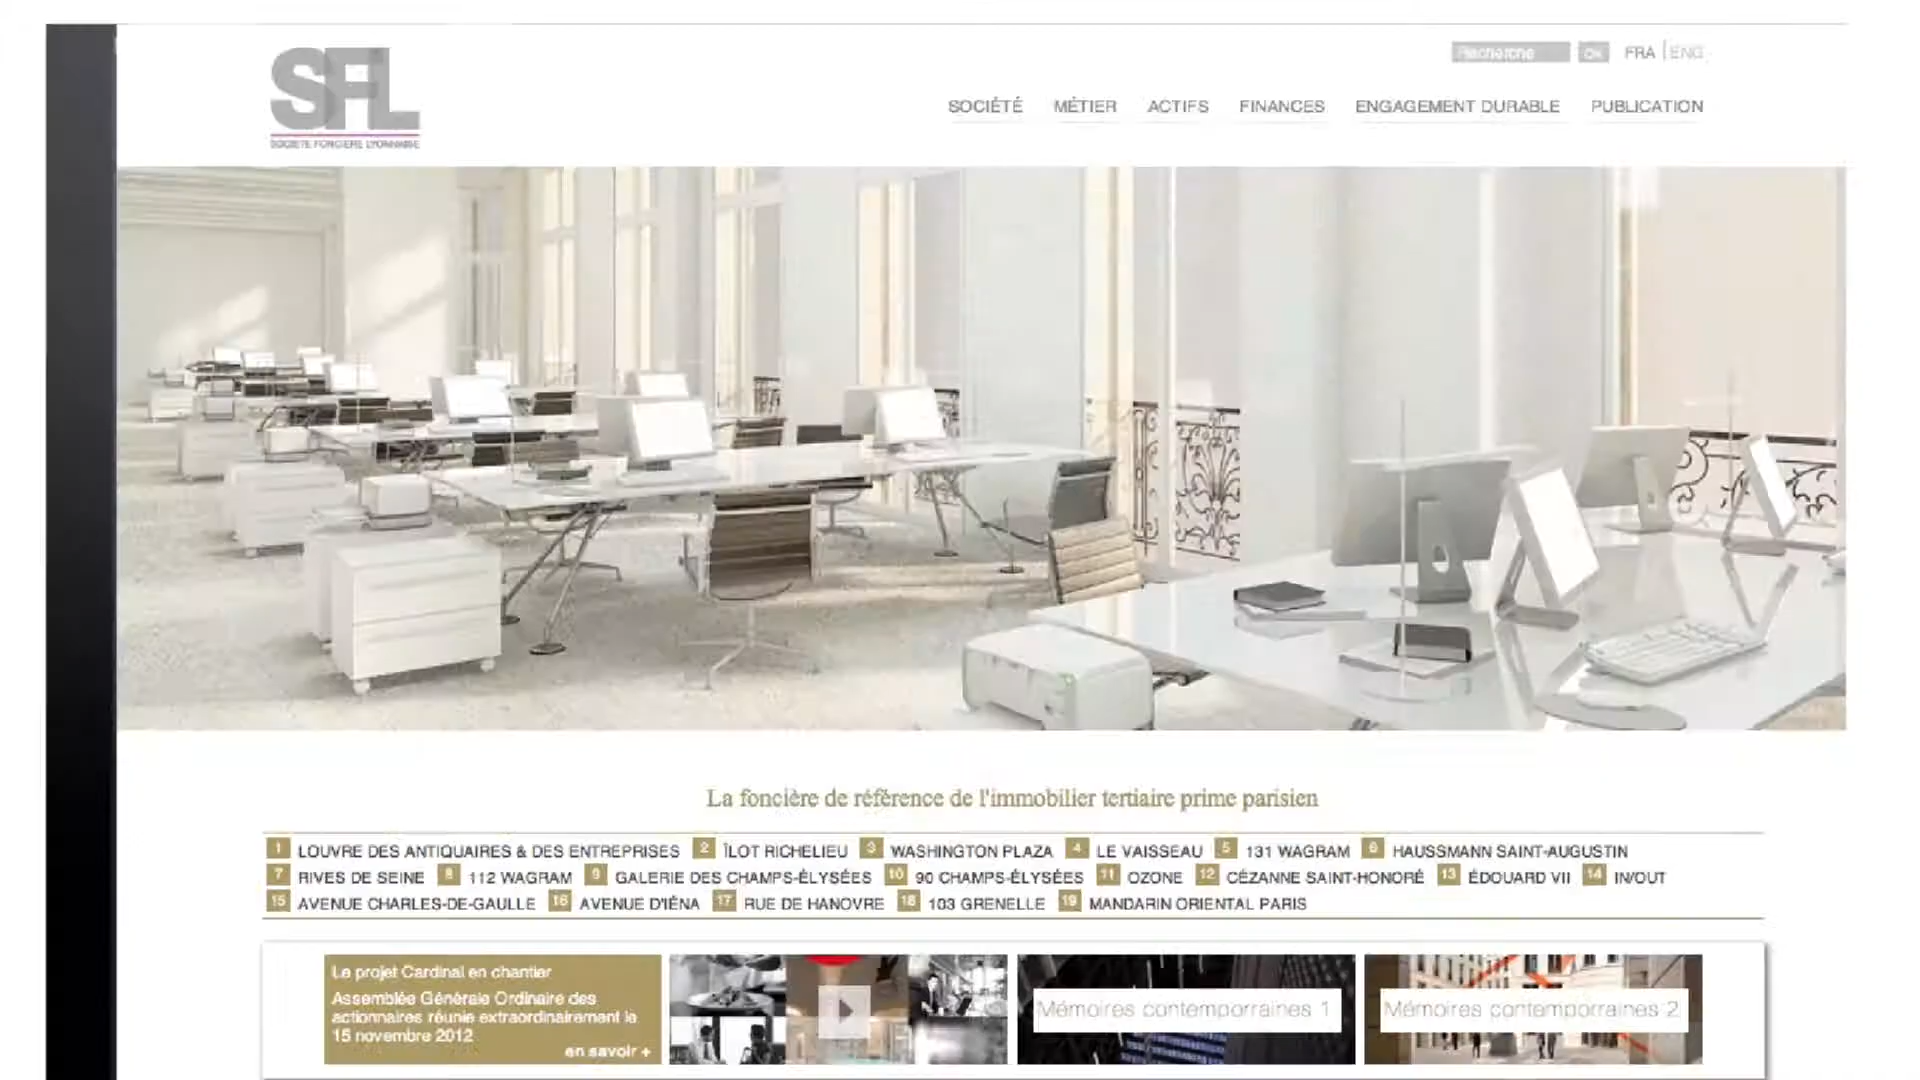 SFL
SOCIÉTÉ FONCIÈRE LYONNAISE
Recherche OK FRA | ENG
SOCIÉTÉ MÉTIER ACTIFS FINANCES ENGAGEMENT DURABLE PUBLICATION
La foncière de référence de l'immobilier tertiaire prime parisien
1 LOUVRE DES ANTIQUAIRES & DES ENTREPRISES 2 ÎLOT RICHELIEU 3 WASHINGTON PLAZA 4 LE VAISSEAU 5 131 WAGRAM 6 HAUSSMANN SAINT-AUGUSTIN
7 RIVES DE SEINE 8 112 WAGRAM 9 GALERIE DES CHAMPS-ÉLYSÉES 10 90 CHAMPS-ÉLYSÉES 11 OZONE 12 CÉZANNE SAINT-HONORÉ 13 ÉDOUARD VII 14 IN/OUT
15 AVENUE CHARLES-DE-GAULLE 16 AVENUE D'IÉNA 17 RUE DE HANOVRE 18 103 GRENELLE 19 MANDARIN ORIENTAL PARIS
Le projet Cardinal en chantier
Assemblée Générale Ordinaire des
actionnaires réunie extraordinairement le
15 novembre 2012
en savoir +
Mémoires contemporraines 1
Mémoires contemporraines 2